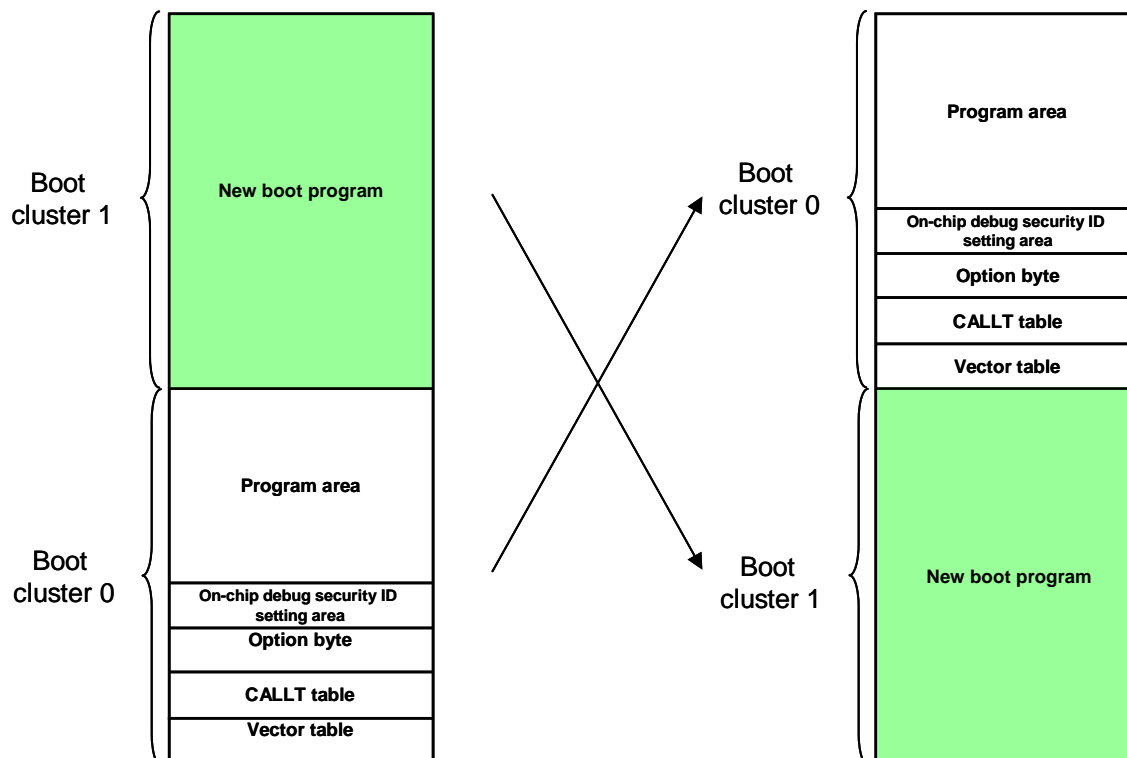 Boot
cluster 1
New boot program
Boot
cluster 0
Program area
On-chip debug security ID
setting area
Option byte
CALLT table
Vector table
Boot
cluster 0
Program area
On-chip debug security ID
setting area
Option byte
CALLT table
Vector table
Boot
cluster 1
New boot program